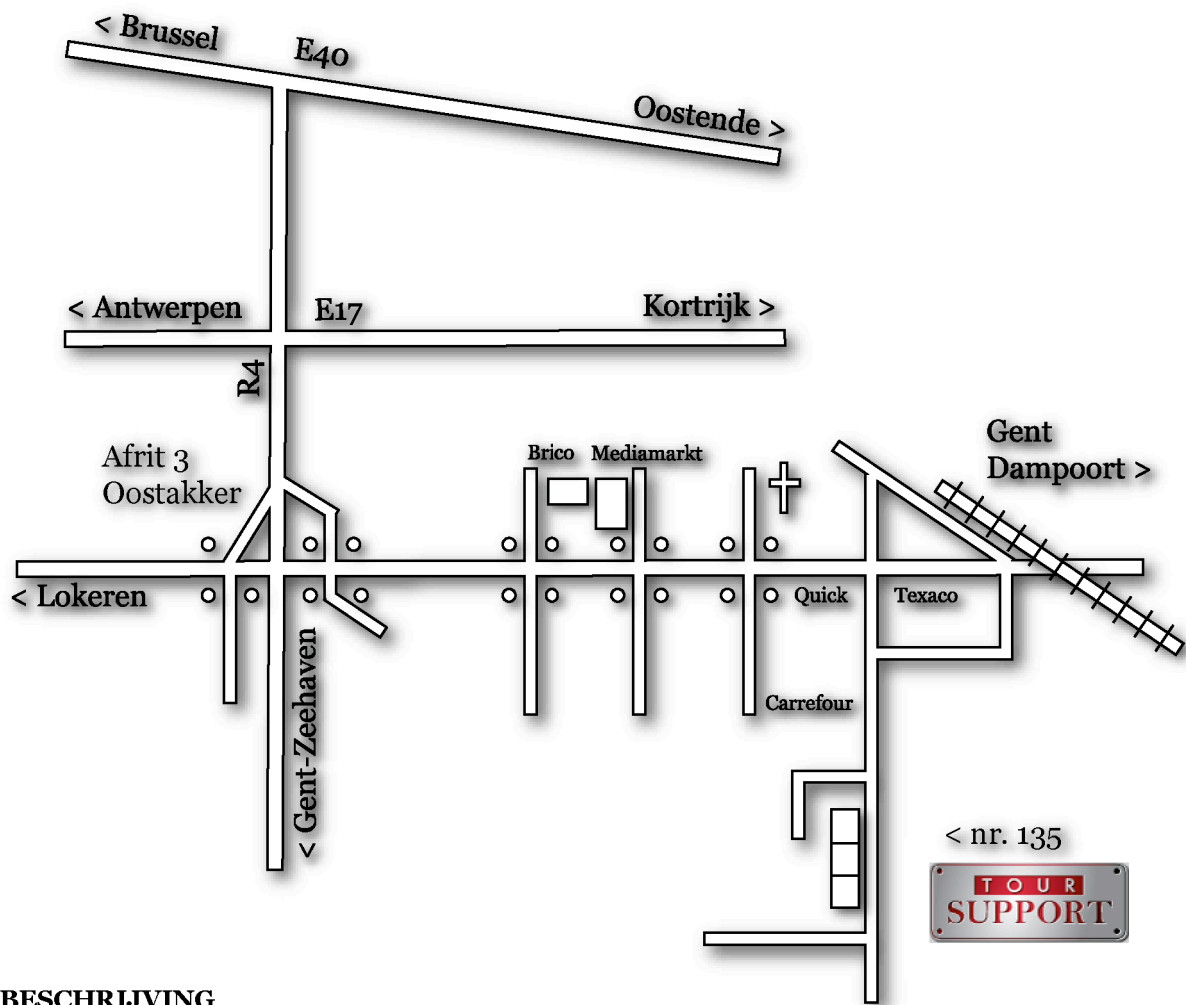 < Brussel
E40
Oostende >
< Antwerpen
E17
Kortrijk >
R4
Afrit 3
Oostakker
Brico
Mediamarkt
Gent
Dampoort >
< Lokeren
Quick
Texaco
< Gent-Zeehaven
Carrefour
< nr. 135
TOUR
SUPPORT
BESCHRIJVING